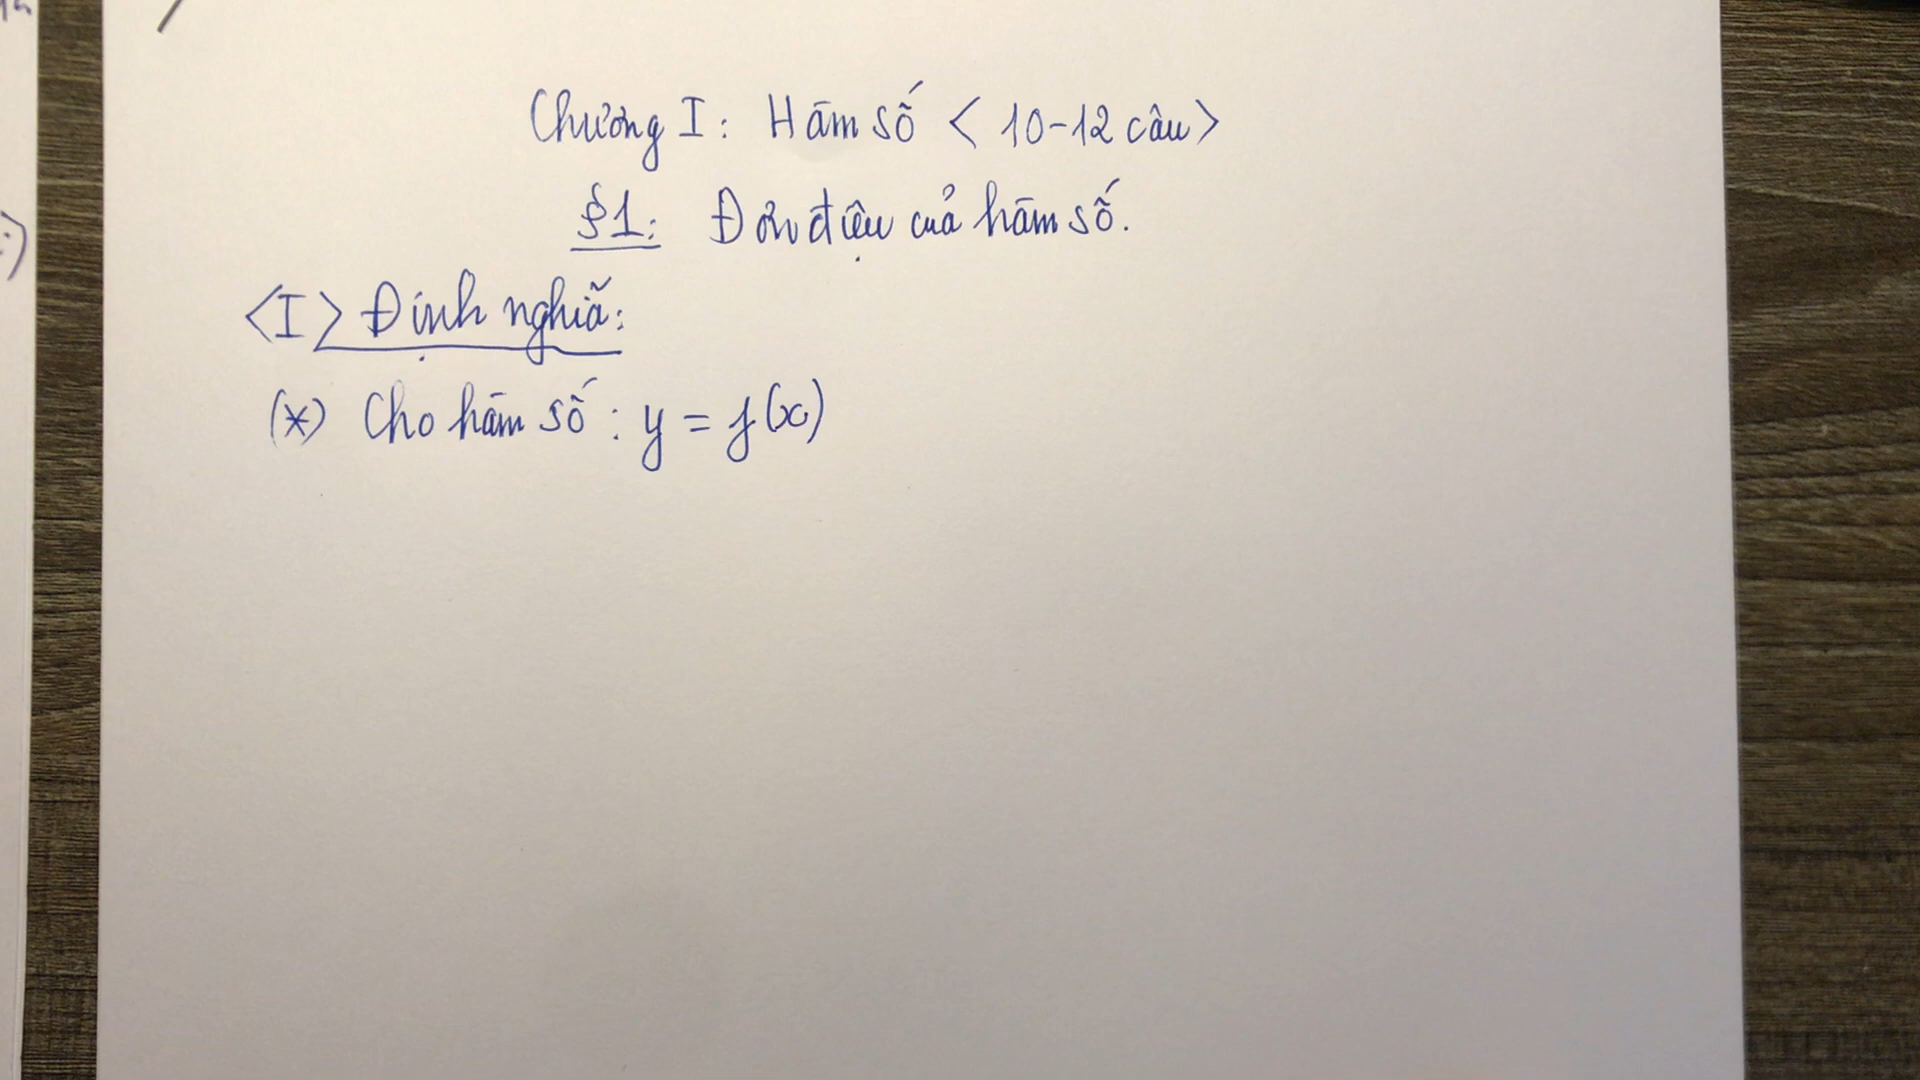 Chương I: Hàm số < 10-12 câu>
§1: Đơn điệu của hàm số.
<I> Định nghĩa:
(*) Cho hàm số: y = f(x)